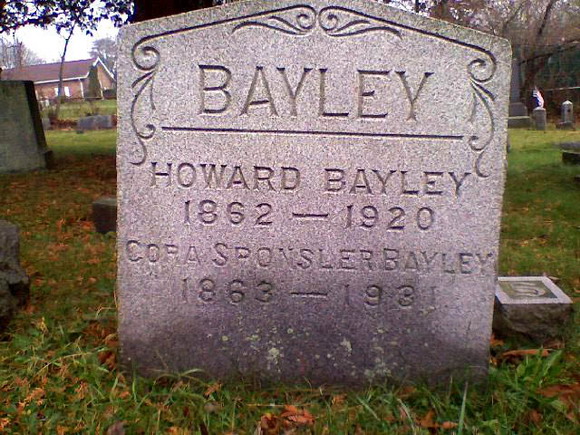 BAYLEY
HOWARD BAYLEY
1862 — 1920
CORA SPONSLER BAYLEY
1863 — 1931
S